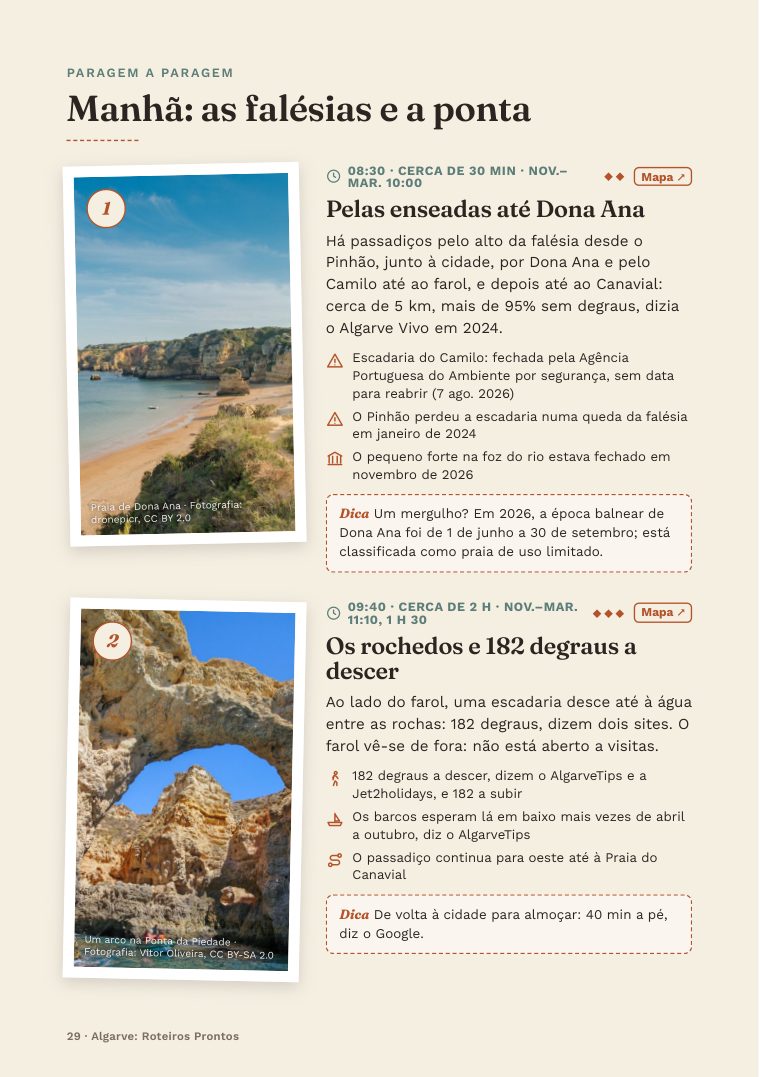 PARAGEM A PARAGEM
Manhã: as falésias e a ponta
1
Praia de Dona Ana · Fotografia:
dronepicr, CC BY 2.0
08:30 · CERCA DE 30 MIN · NOV.–
MAR. 10:00
Mapa ↗
Pelas enseadas até Dona Ana
Há passadiços pelo alto da falésia desde o
Pinhão, junto à cidade, por Dona Ana e pelo
Camilo até ao farol, e depois até ao Canavial:
cerca de 5 km, mais de 95% sem degraus, dizia
o Algarve Vivo em 2024.
Escadaria do Camilo: fechada pela Agência
Portuguesa do Ambiente por segurança, sem data
para reabrir (7 ago. 2026)
O Pinhão perdeu a escadaria numa queda da falésia
em janeiro de 2024
O pequeno forte na foz do rio estava fechado em
novembro de 2026
Dica Um mergulho? Em 2026, a época balnear de
Dona Ana foi de 1 de junho a 30 de setembro; está
classificada como praia de uso limitado.
2
Um arco na Ponta da Piedade ·
Fotografia: Vitor Oliveira, CC BY-SA 2.0
09:40 · CERCA DE 2 H · NOV.–MAR.
11:10, 1 H 30
Mapa ↗
Os rochedos e 182 degraus a
descer
Ao lado do farol, uma escadaria desce até à água
entre as rochas: 182 degraus, dizem dois sites. O
farol vê-se de fora: não está aberto a visitas.
182 degraus a descer, dizem o AlgarveTips e a
Jet2holidays, e 182 a subir
Os barcos esperam lá em baixo mais vezes de abril
a outubro, diz o AlgarveTips
O passadiço continua para oeste até à Praia do
Canavial
Dica De volta à cidade para almoçar: 40 min a pé,
diz o Google.
29 · Algarve: Roteiros Prontos